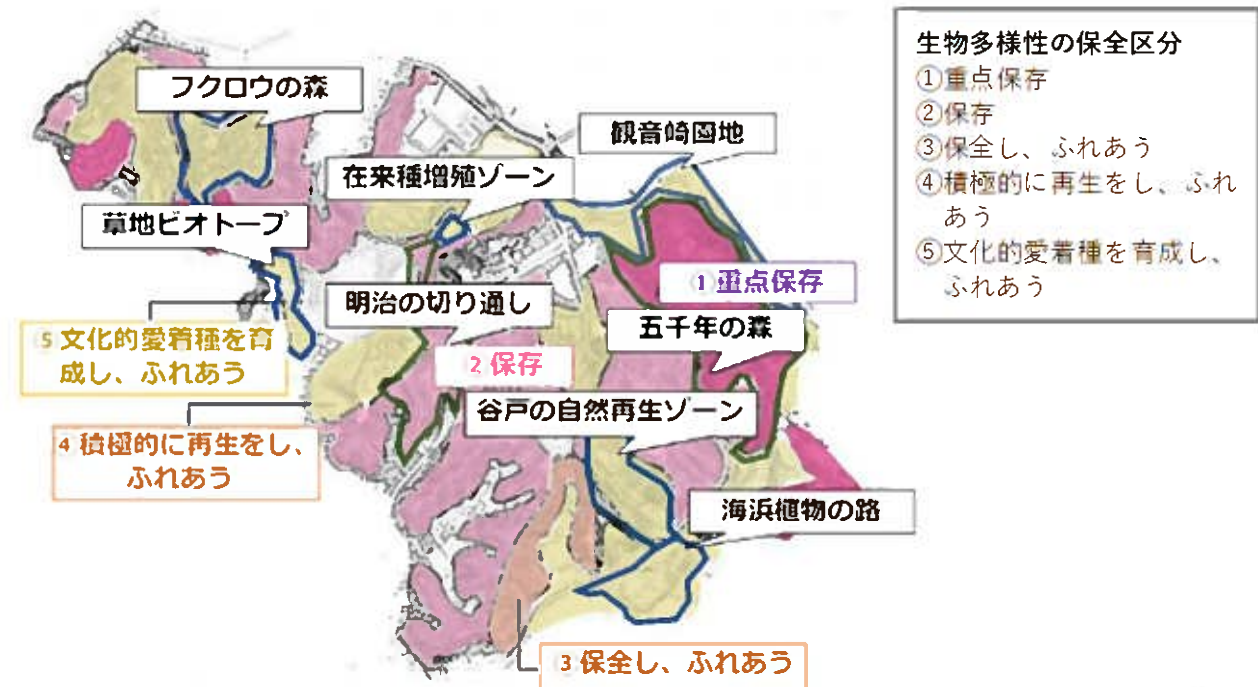 フクロウの森
観音崎園地
在来種増殖ゾーン
草地ビオトープ
明治の切り通し
1 重点保存
五千年の森
5 文化的愛着種を育
成し、ふれあう
2 保存
谷戸の自然再生ゾーン
4 積極的に再生をし、
ふれあう
海浜植物の路
3 保全し、ふれあう
生物多様性の保全区分
①重点保存
②保存
③保全し、ふれあう
④積極的に再生をし、ふれ
あう
⑤文化的愛着種を育成し、
ふれあう